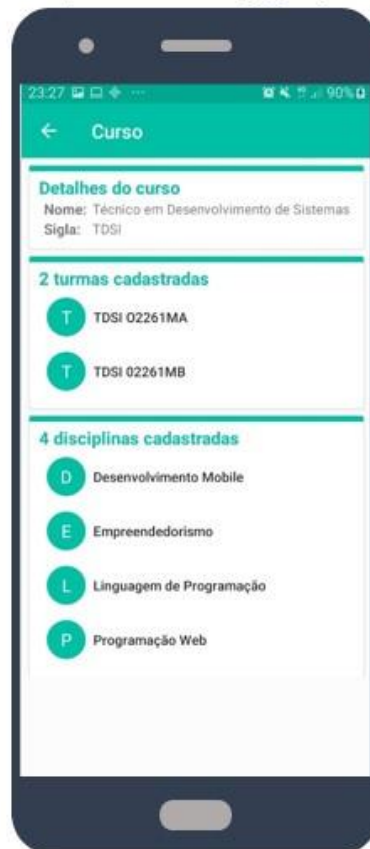 23:27 ... 90%
Curso
Detalhes do curso
Nome: Técnico em Desenvolvimento de Sistemas
Sigla: TDSI
2 turmas cadastradas
T TDSI O2261MA
T TDSI 02261MB
4 disciplinas cadastradas
D Desenvolvimento Mobile
E Empreendedorismo
L Linguagem de Programação
P Programação Web